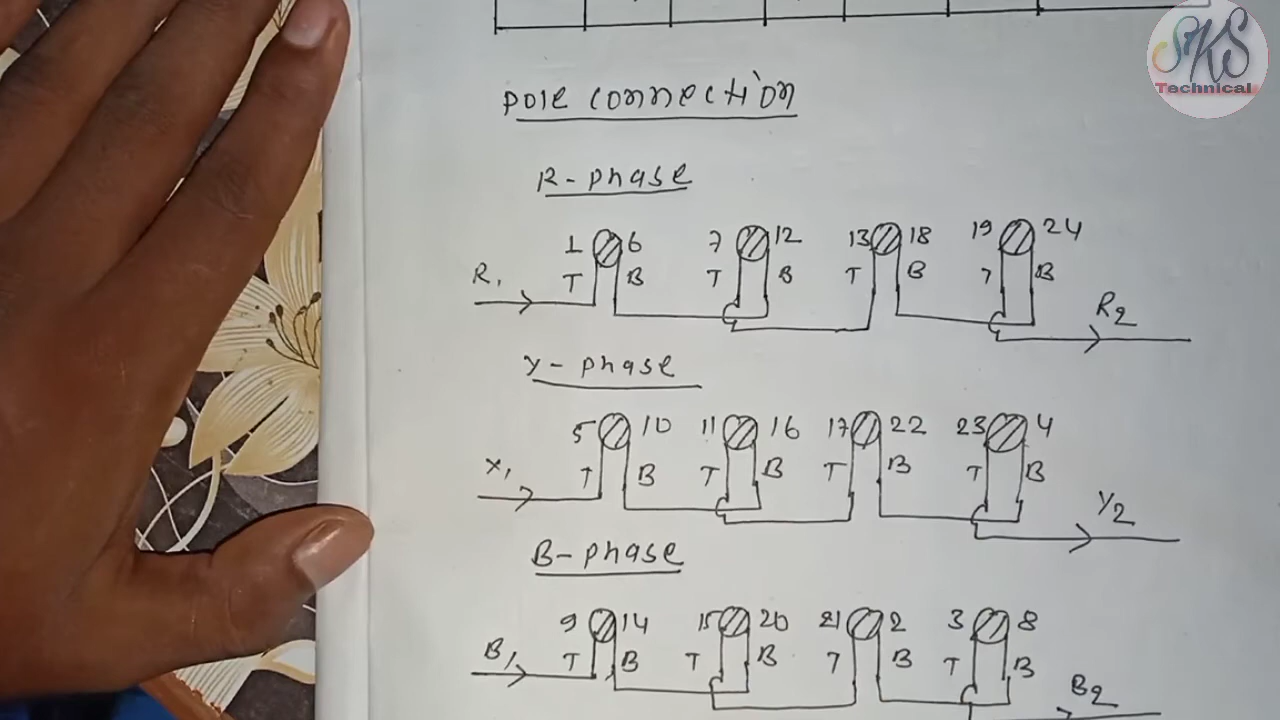 SKS
Technical
pole connection
R-phase
1 6 7 12 13 18 19 24
T B T B T B 7 B
R1 R2
Y-phase
5 10 11 16 17 22 23 4
T B T B T B T B
Y2
B-phase
9 14 15 20 21 2 3 8
T B T B 7 B T B
B1 B2